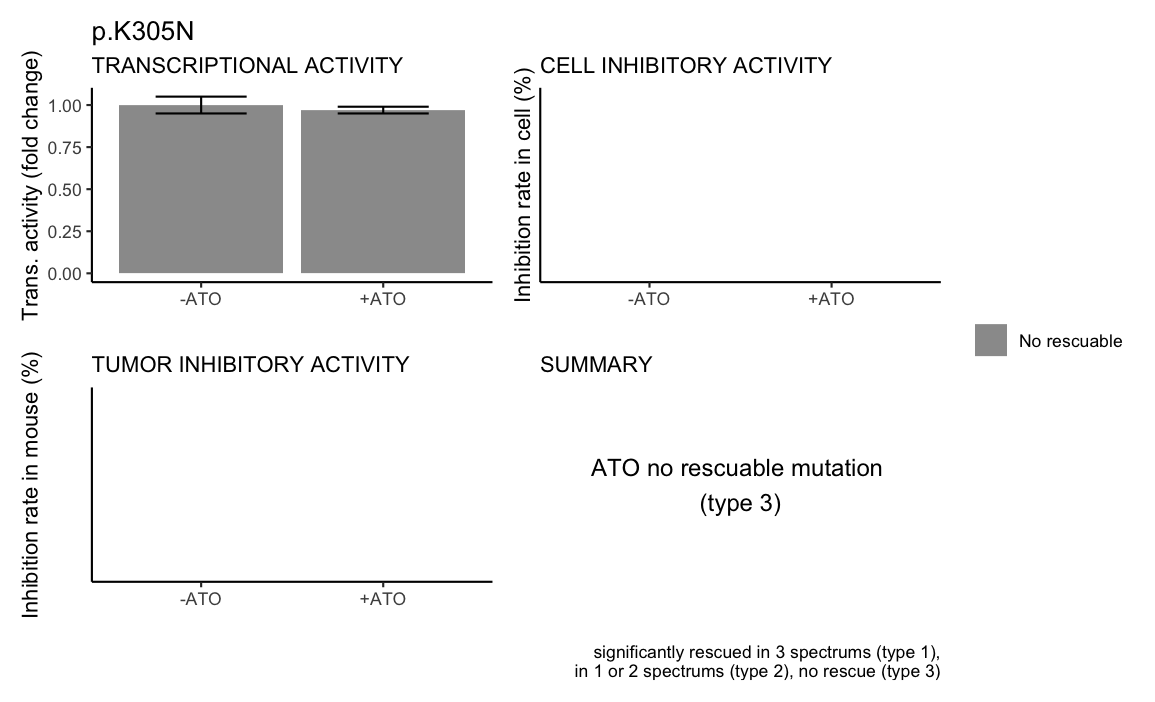 p.K305N
TRANSCRIPTIONAL ACTIVITY
Trans. activity (fold change)
1.00
0.75
0.50
0.25
0.00
-ATO
+ATO
CELL INHIBITORY ACTIVITY
Inhibition rate in cell (%)
-ATO
+ATO
No rescuable
TUMOR INHIBITORY ACTIVITY
Inhibition rate in mouse (%)
-ATO
+ATO
SUMMARY
ATO no rescuable mutation
(type 3)
significantly rescued in 3 spectrums (type 1),
in 1 or 2 spectrums (type 2), no rescue (type 3)